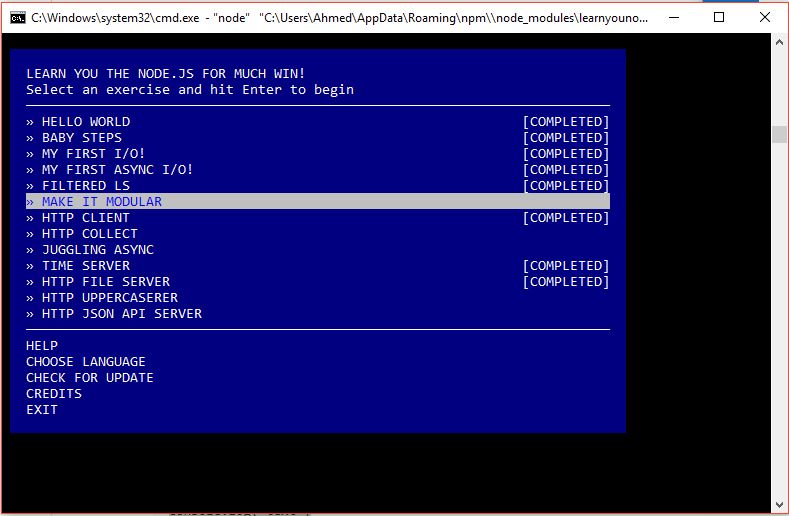 C:\Windows\system32\cmd.exe - "node" "C:\Users\Ahmed\AppData\Roaming\npm\\node_modules\learnyouno...
LEARN YOU THE NODE.JS FOR MUCH WIN!
Select an exercise and hit Enter to begin
» HELLO WORLD [COMPLETED]
» BABY STEPS [COMPLETED]
» MY FIRST I/O! [COMPLETED]
» MY FIRST ASYNC I/O! [COMPLETED]
» FILTERED LS [COMPLETED]
» MAKE IT MODULAR
» HTTP CLIENT [COMPLETED]
» HTTP COLLECT
» JUGGLING ASYNC
» TIME SERVER [COMPLETED]
» HTTP FILE SERVER [COMPLETED]
» HTTP UPPERCASERER
» HTTP JSON API SERVER
HELP
CHOOSE LANGUAGE
CHECK FOR UPDATE
CREDITS
EXIT